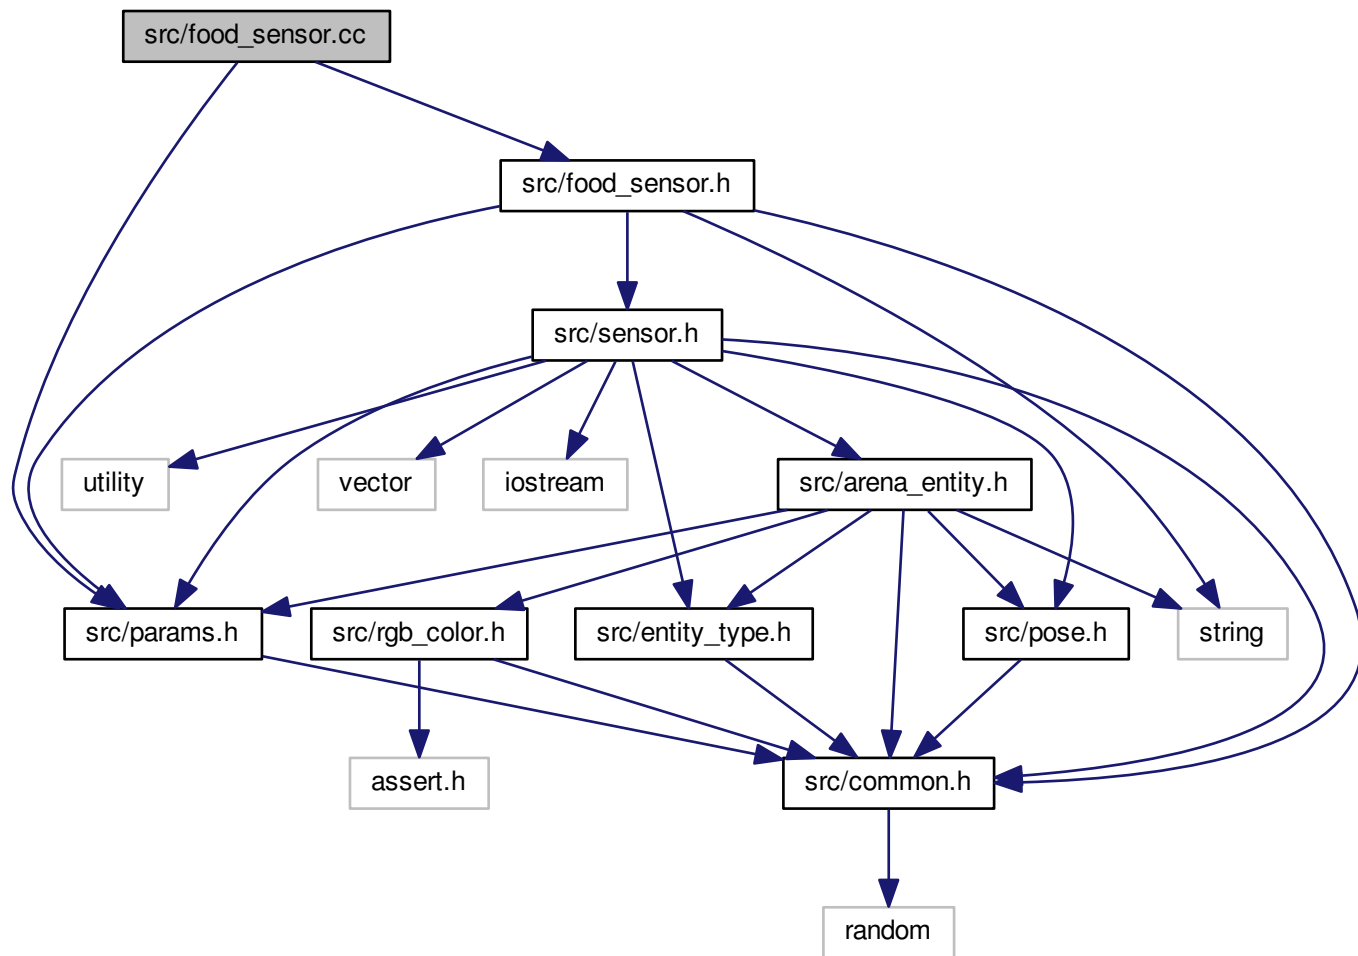 src/food_sensor.cc
src/food_sensor.h
src/sensor.h
utility
vector
iostream
src/arena_entity.h
src/params.h
src/rgb_color.h
src/entity_type.h
src/pose.h
string
assert.h
src/common.h
random